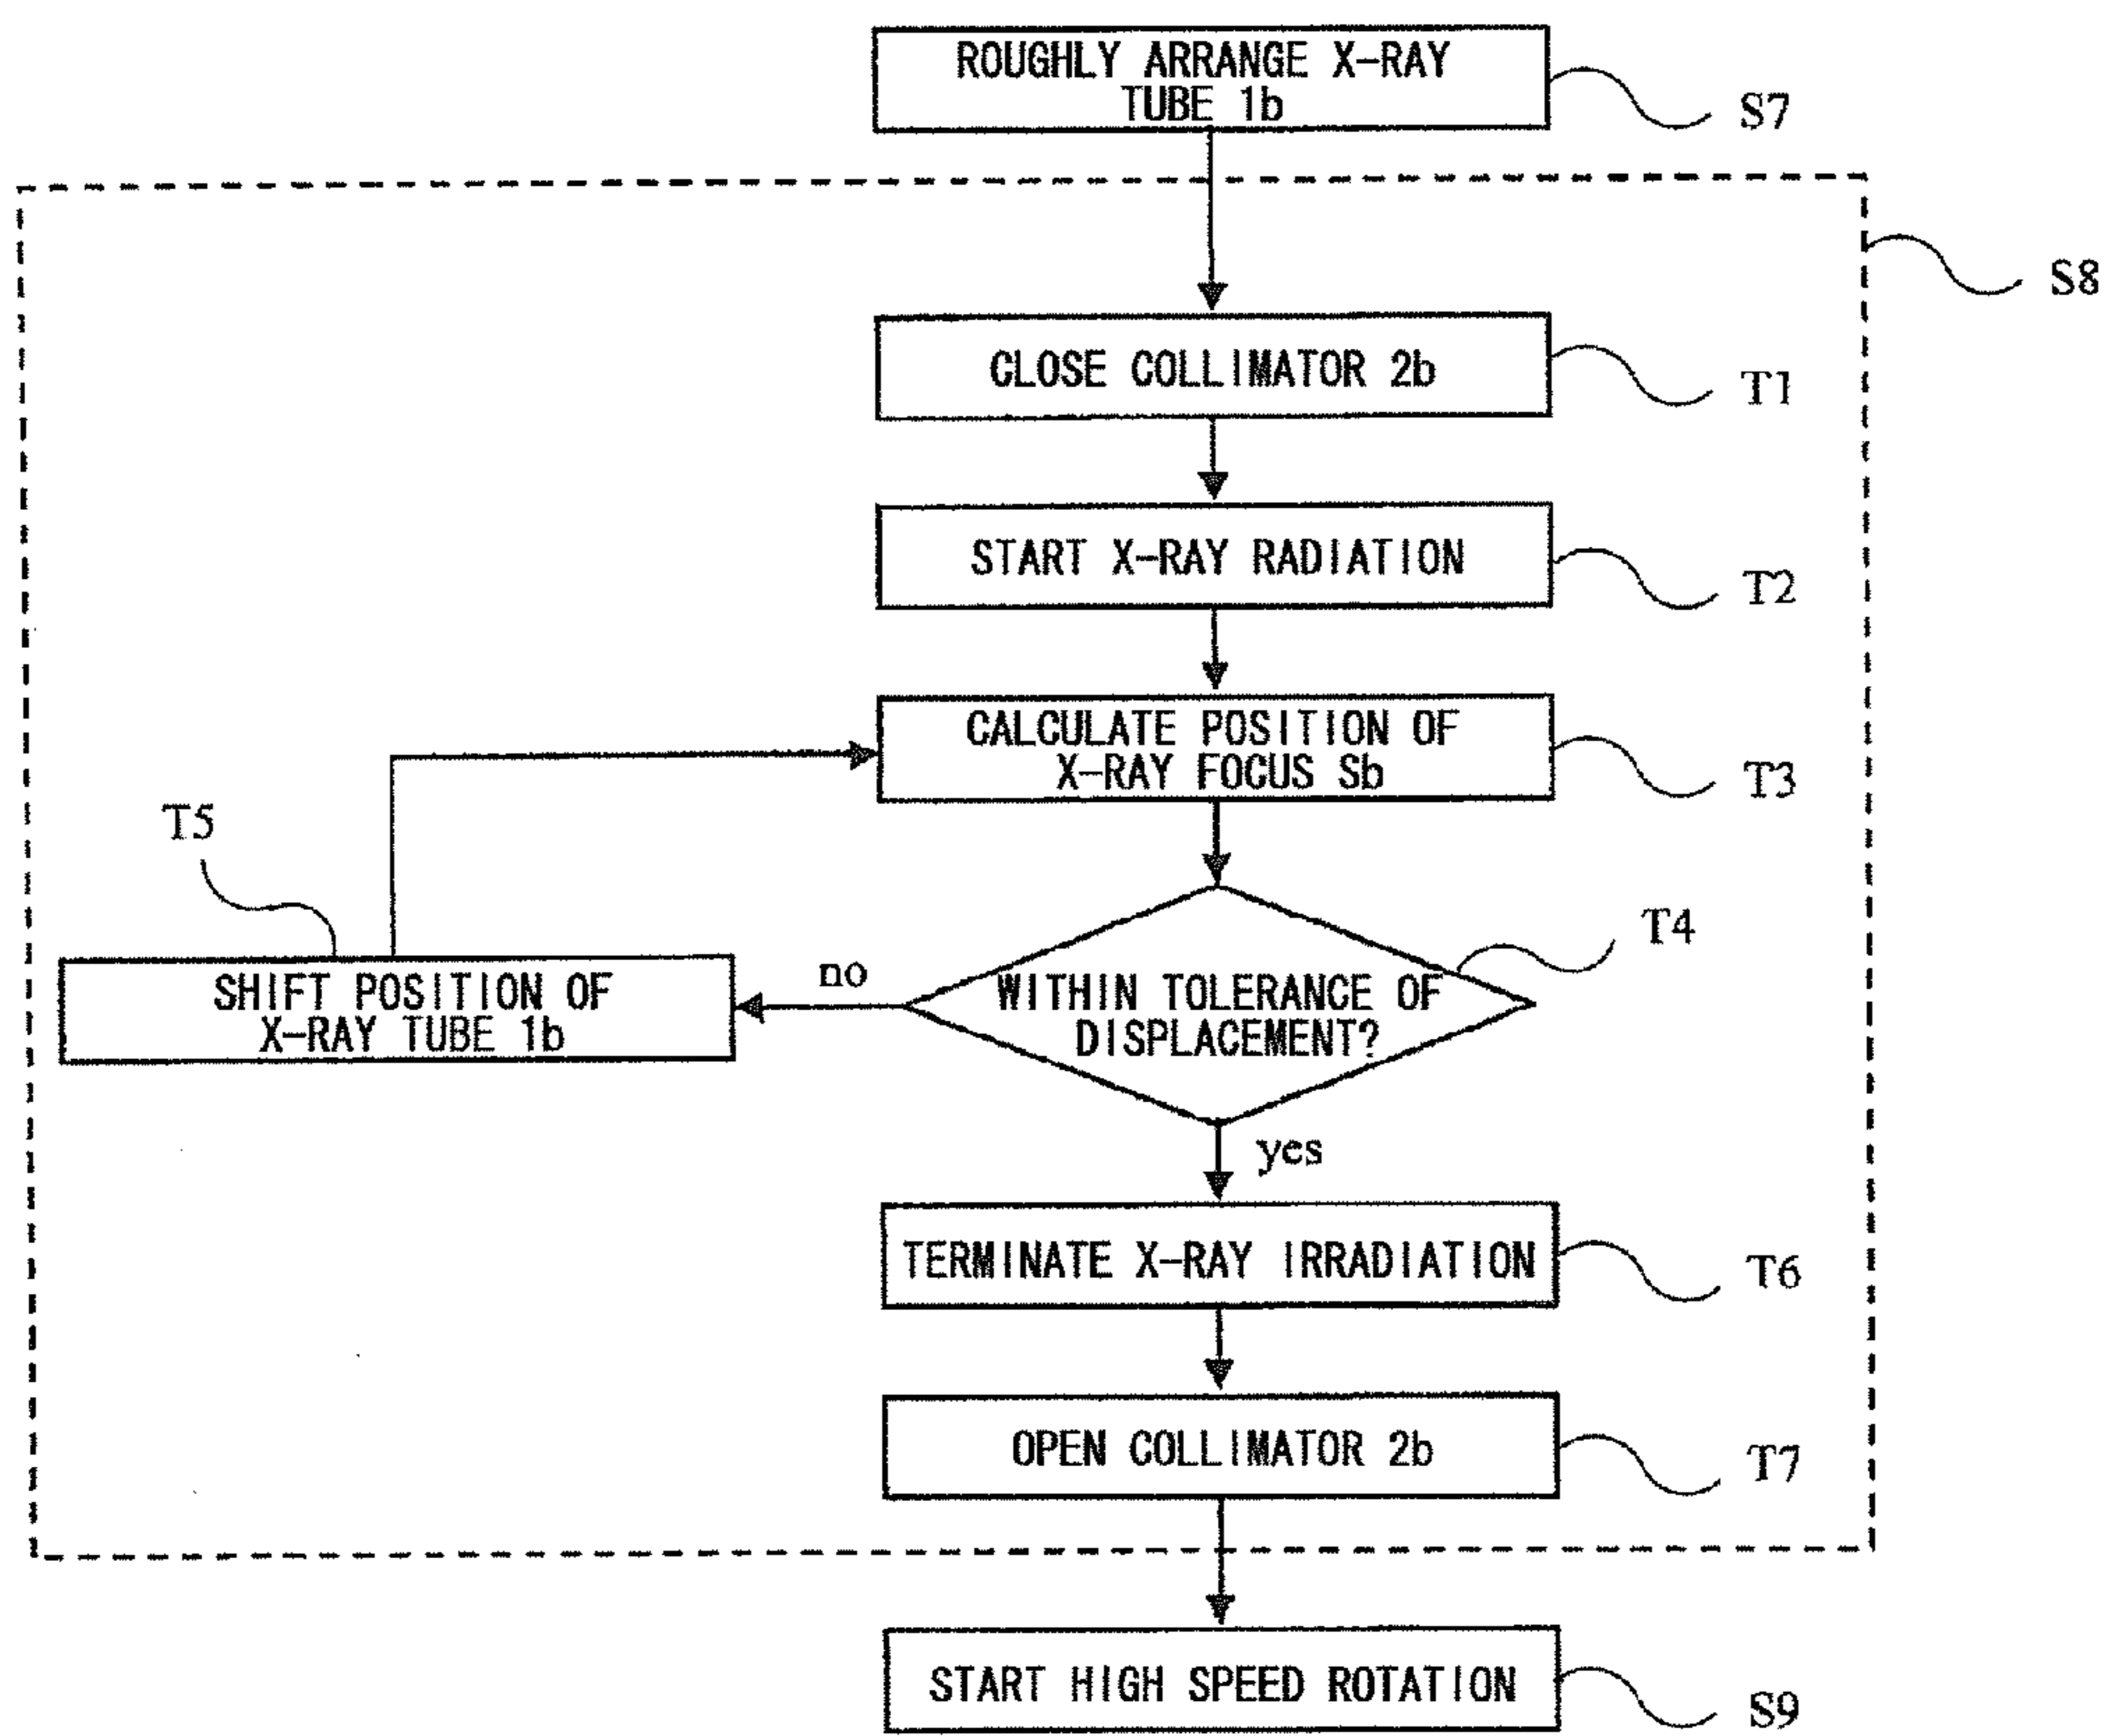 ROUGHLY ARRANGE X-RAY
TUBE 1b
S7
S8
CLOSE COLLIMATOR 2b
T1
START X-RAY RADIATION
T2
CALCULATE POSITION OF
X-RAY FOCUS Sb
T3
T5
SHIFT POSITION OF
X-RAY TUBE 1b
no
WITHIN TOLERANCE OF
DISPLACEMENT?
T4
yes
TERMINATE X-RAY IRRADIATION
T6
OPEN COLLIMATOR 2b
T7
START HIGH SPEED ROTATION
S9